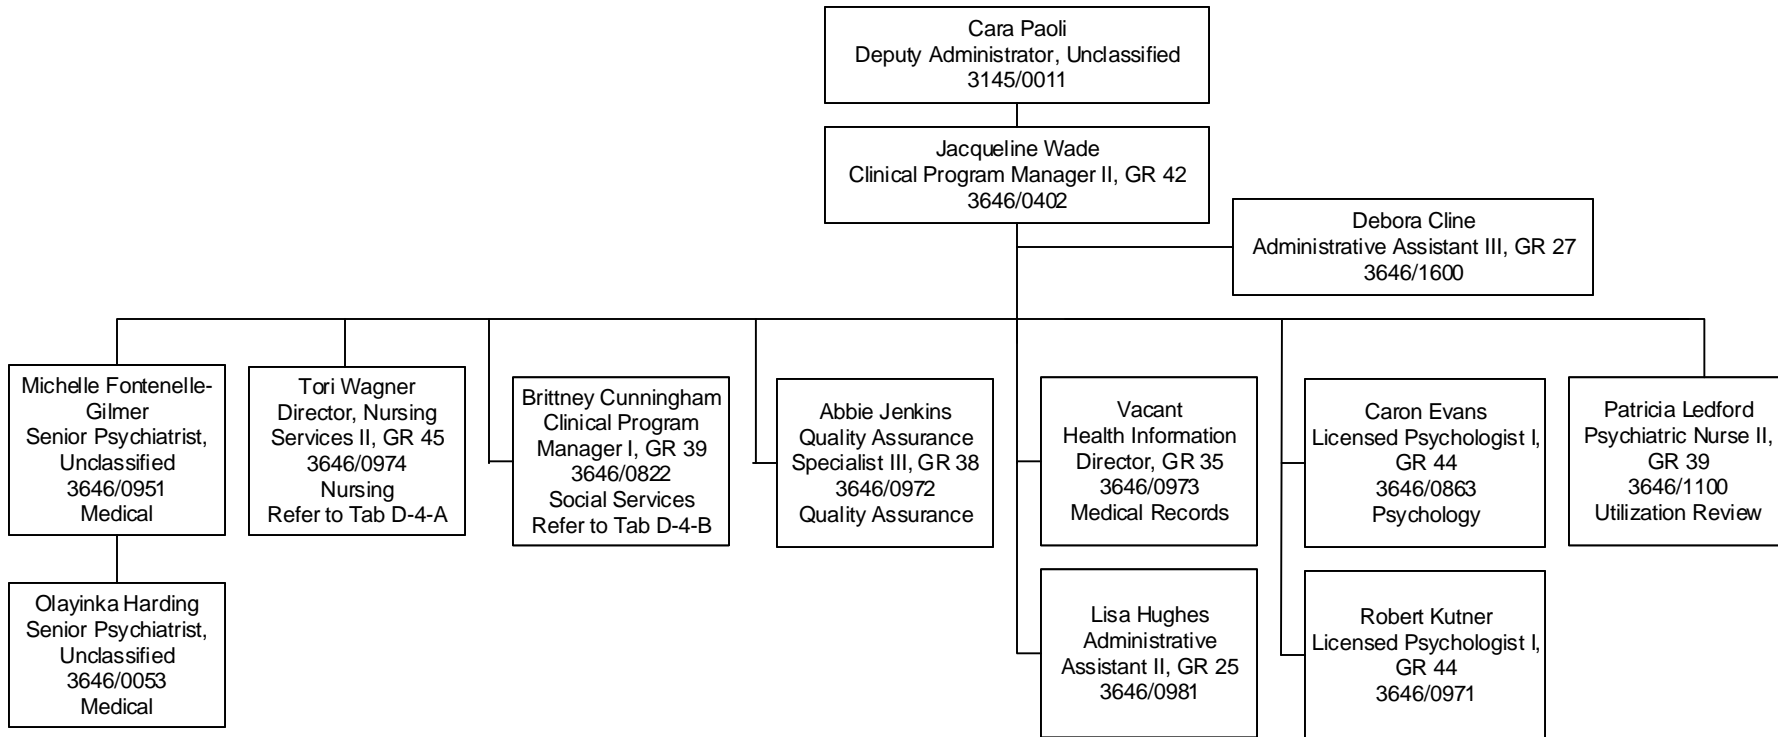 Cara Paoli
Deputy Administrator, Unclassified
3145/0011
Jacqueline Wade
Clinical Program Manager II, GR 42
3646/0402
Debora Cline
Administrative Assistant III, GR 27
3646/1600
Michelle Fontenelle-
Gilmer
Senior Psychiatrist,
Unclassified
3646/0951
Medical
Tori Wagner
Director, Nursing
Services II, GR 45
3646/0974
Nursing
Refer to Tab D-4-A
Brittney Cunningham
Clinical Program
Manager I, GR 39
3646/0822
Social Services
Refer to Tab D-4-B
Abbie Jenkins
Quality Assurance
Specialist III, GR 38
3646/0972
Quality Assurance
Vacant
Health Information
Director, GR 35
3646/0973
Medical Records
Caron Evans
Licensed Psychologist I,
GR 44
3646/0863
Psychology
Patricia Ledford
Psychiatric Nurse II,
GR 39
3646/1100
Utilization Review
Olayinka Harding
Senior Psychiatrist,
Unclassified
3646/0053
Medical
Lisa Hughes
Administrative
Assistant II, GR 25
3646/0981
Robert Kutner
Licensed Psychologist I,
GR 44
3646/0971